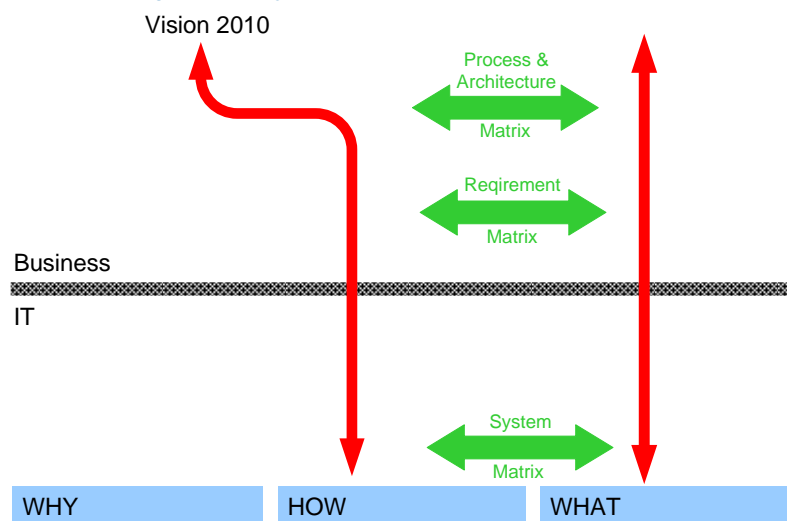 Vision 2010
Process &
Architecture
Matrix
Reqirement
Matrix
Business
IT
System
Matrix
WHY
HOW
WHAT